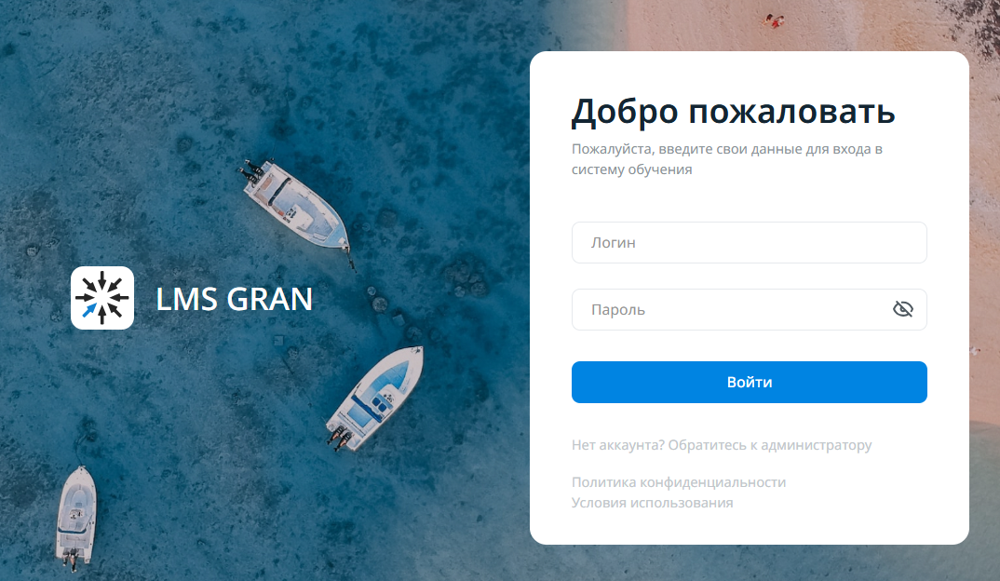 LMS GRAN
Добро пожаловать
Пожалуйста, введите свои данные для входа в
систему обучения
Логин
Пароль
Войти
Нет аккаунта? Обратитесь к администратору
Политика конфиденциальности
Условия использования